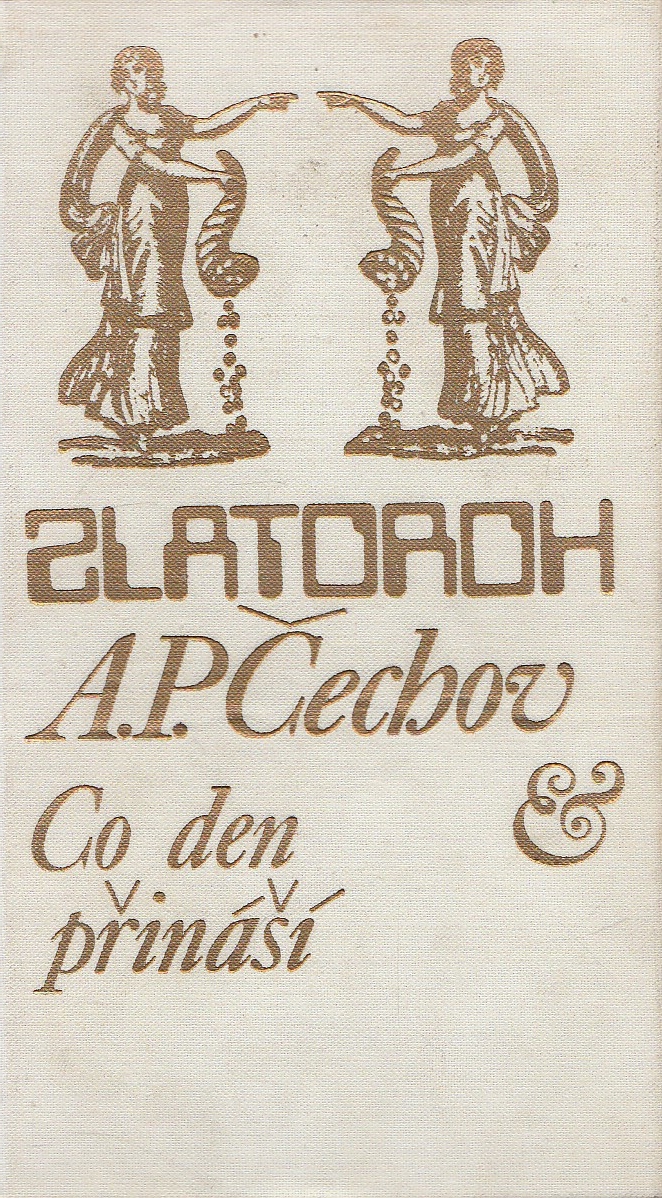 ZLATOROH
A.P. Čechov
&
Co den
přináší